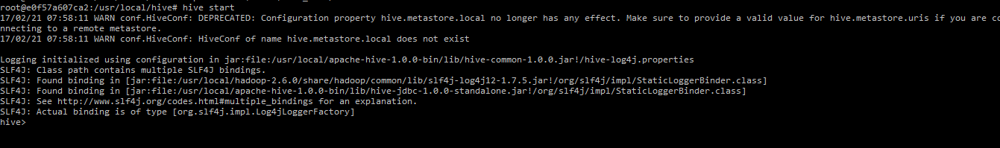 root@e0f57a607ca2:/usr/local/hive# hive start
17/02/21 07:58:11 WARN conf.HiveConf: DEPRECATED: Configuration property hive.metastore.local no longer has any effect. Make sure to provide a valid value for hive.metastore.uris if you are co
nnecting to a remote metastore.
17/02/21 07:58:11 WARN conf.HiveConf: HiveConf of name hive.metastore.local does not exist
Logging initialized using configuration in jar:file:/usr/local/apache-hive-1.0.0-bin/lib/hive-common-1.0.0.jar!/hive-log4j.properties
SLF4J: Class path contains multiple SLF4J bindings.
SLF4J: Found binding in [jar:file:/usr/local/hadoop-2.6.0/share/hadoop/common/lib/slf4j-log4j12-1.7.5.jar!/org/slf4j/impl/StaticLoggerBinder.class]
SLF4J: Found binding in [jar:file:/usr/local/apache-hive-1.0.0-bin/lib/hive-jdbc-1.0.0-standalone.jar!/org/slf4j/impl/StaticLoggerBinder.class]
SLF4J: See http://www.slf4j.org/codes.html#multiple_bindings for an explanation.
SLF4J: Actual binding is of type [org.slf4j.impl.Log4jLoggerFactory]
hive>